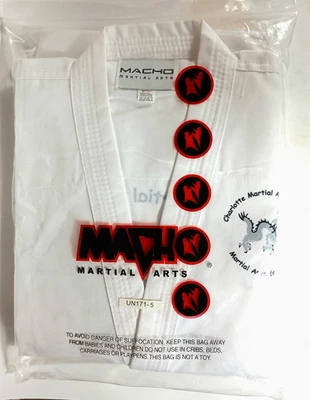 MACHO
MARTIAL ARTS
Charlotte Martial A
Martial
MACHO
®
MARTIAL ARTS
Martial A
UN171-5
TO AVOID DANGER OF SUFFOCATION, KEEP THIS BAG AWAY
FROM BABIES AND CHILDREN DO NOT USE IN CRIBS, BEDS,
CARRIAGES OR PLAYPENS. THIS BAG IS NOT A TOY.